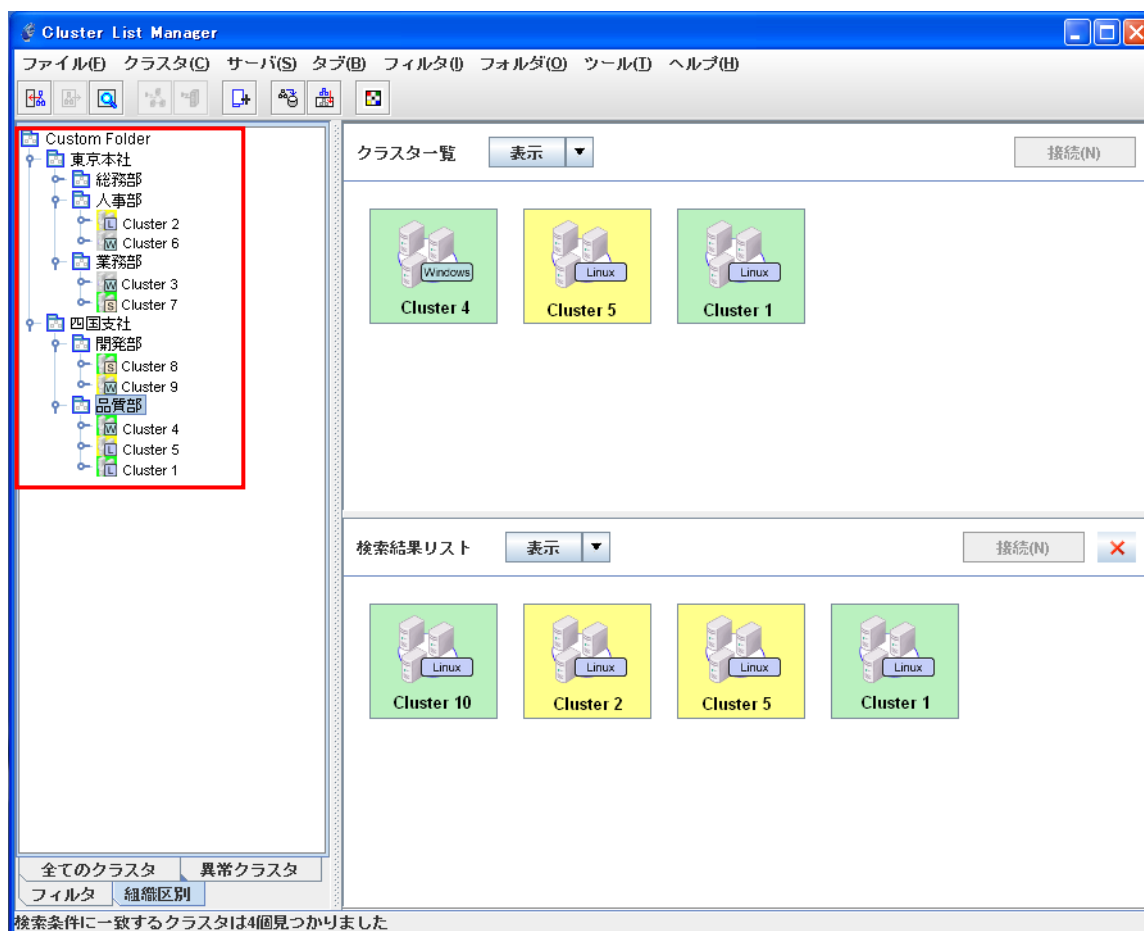 Cluster List Manager
ファイル(F) クラスタ(C) サーバ(S) タブ(B) フィルタ(I) フォルダ(O) ツール(T) ヘルプ(H)
Custom Folder
東京本社
総務部
人事部
L Cluster 2
W Cluster 6
業務部
W Cluster 3
S Cluster 7
四国支社
開発部
S Cluster 8
W Cluster 9
品質部
W Cluster 4
L Cluster 5
L Cluster 1
全てのクラスタ 異常クラスタ
フィルタ 組織区別
クラスター覧 表示 接続(N)
Windows Linux Linux
Cluster 4 Cluster 5 Cluster 1
検索結果リスト 表示 接続(N)
Linux Linux Linux Linux
Cluster 10 Cluster 2 Cluster 5 Cluster 1
検索条件に一致するクラスタは4個見つかりました